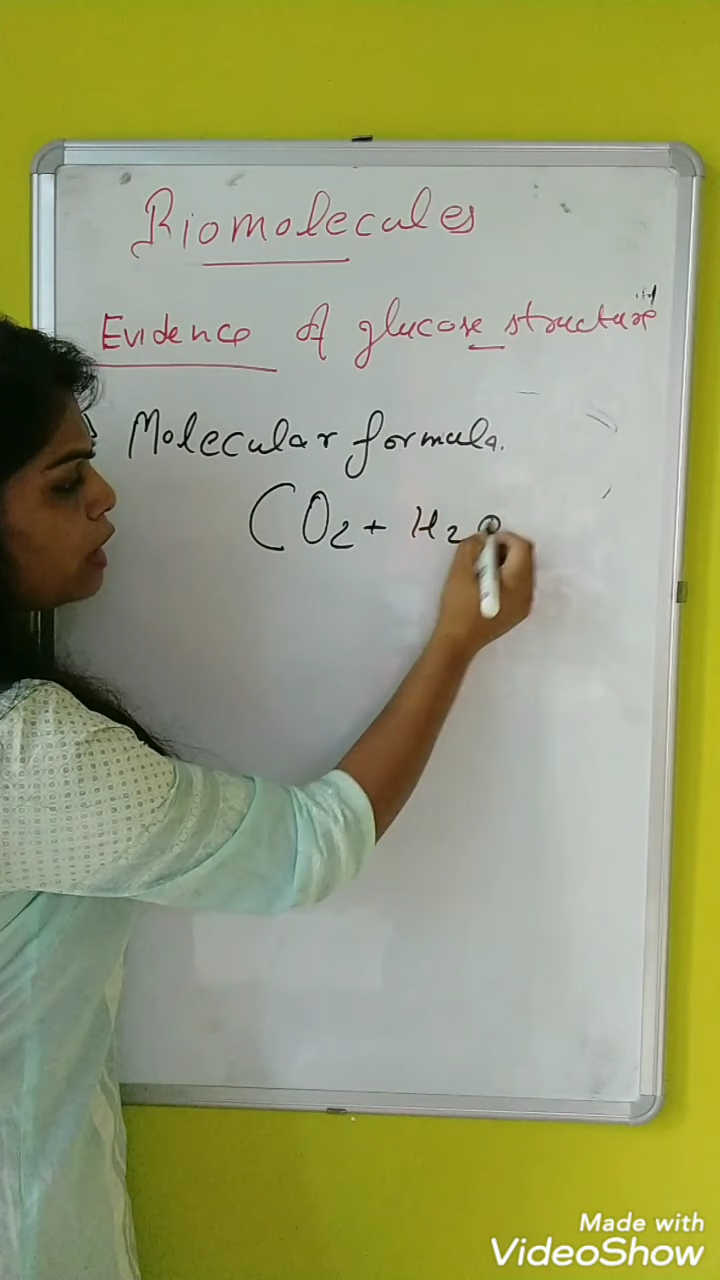 Biomolecules
Evidence of glucose structure
Molecular formula.
CO2 + H2O
Made with
VideoShow